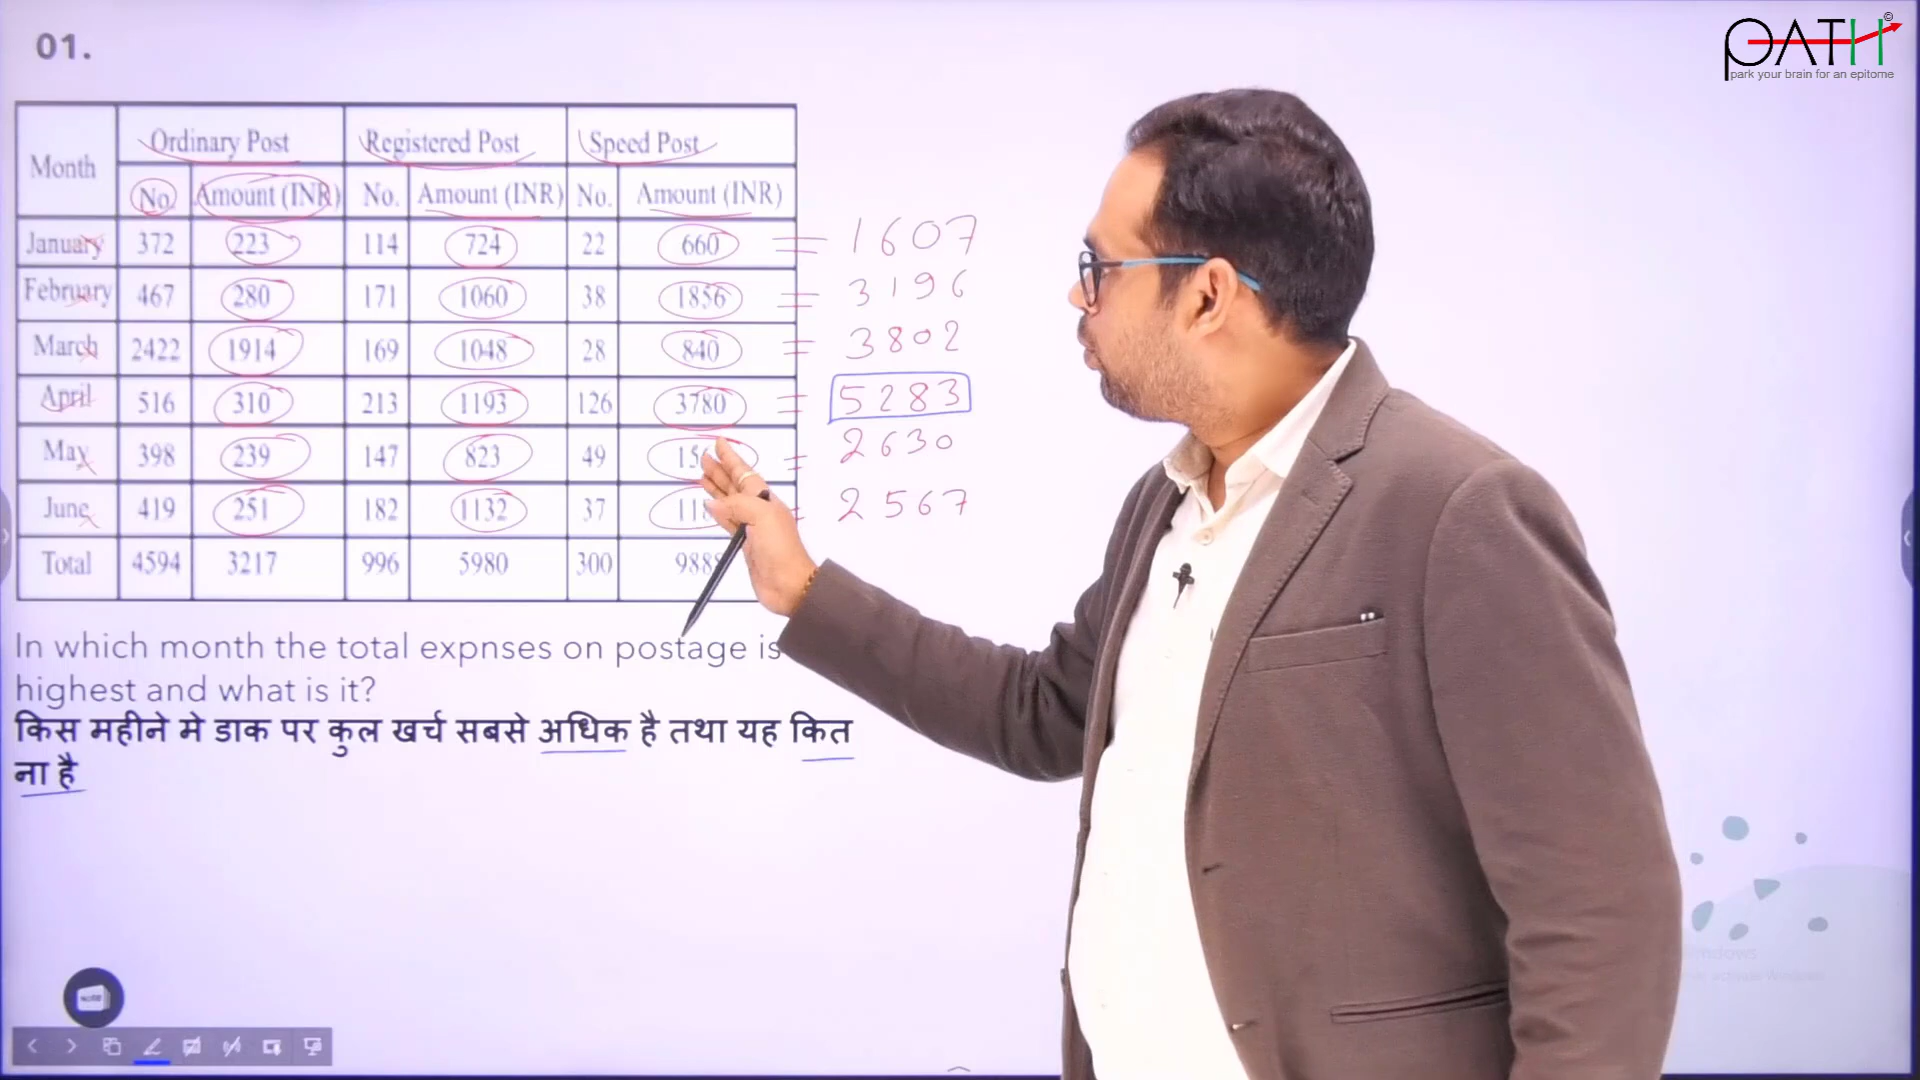 01.
PATH ©
park your brain for an epitome
Month Ordinary Post Registered Post Speed Post
No. Amount (INR) No. Amount (INR) No. Amount (INR)
January 372 223 114 724 22 660 = 1607
February 467 280 171 1060 38 1856 = 3196
March 2422 1914 169 1048 28 840 = 3802
April 516 310 213 1193 126 3780 = 5283
May 398 239 147 823 49 = 2630
June 419 251 182 1132 37 = 2567
Total 4594 3217 996 5980 300
In which month the total expnses on postage is
highest and what is it?
किस महीने मे डाक पर कुल खर्च सबसे अधिक है तथा यह कित
ना है